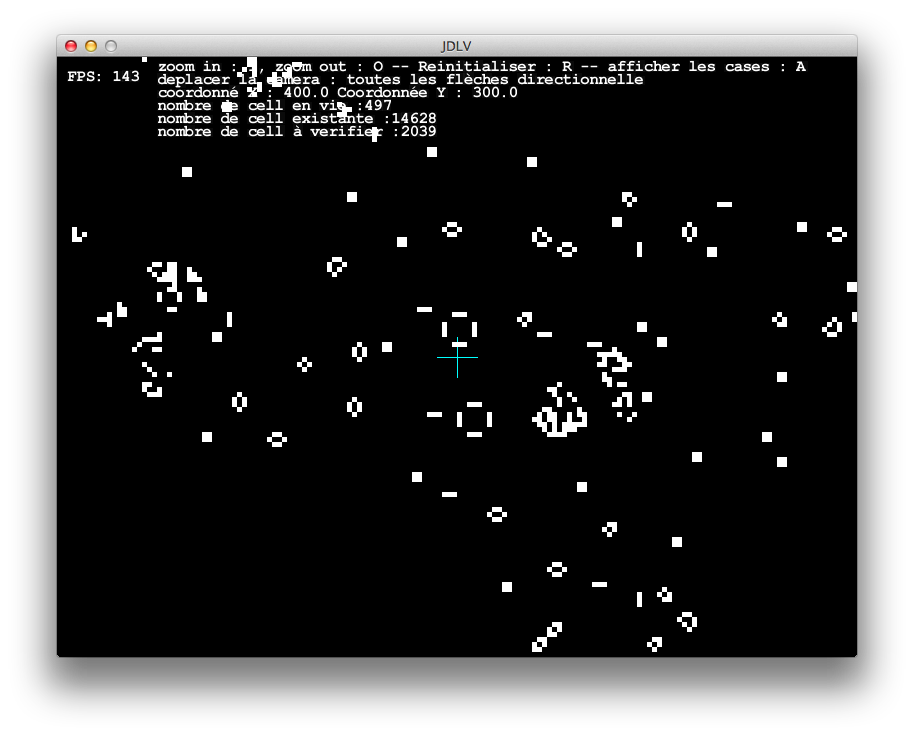 JDLV
FPS: 143
zoom in : , zoom out : O -- Reinitialiser : R -- afficher les cases : A
deplacer la camera : toutes les flèches directionnelle
coordonné X : 400.0 Coordonnée Y : 300.0
nombre de cell en vie :497
nombre de cell existante :14628
nombre de cell à verifier :2039